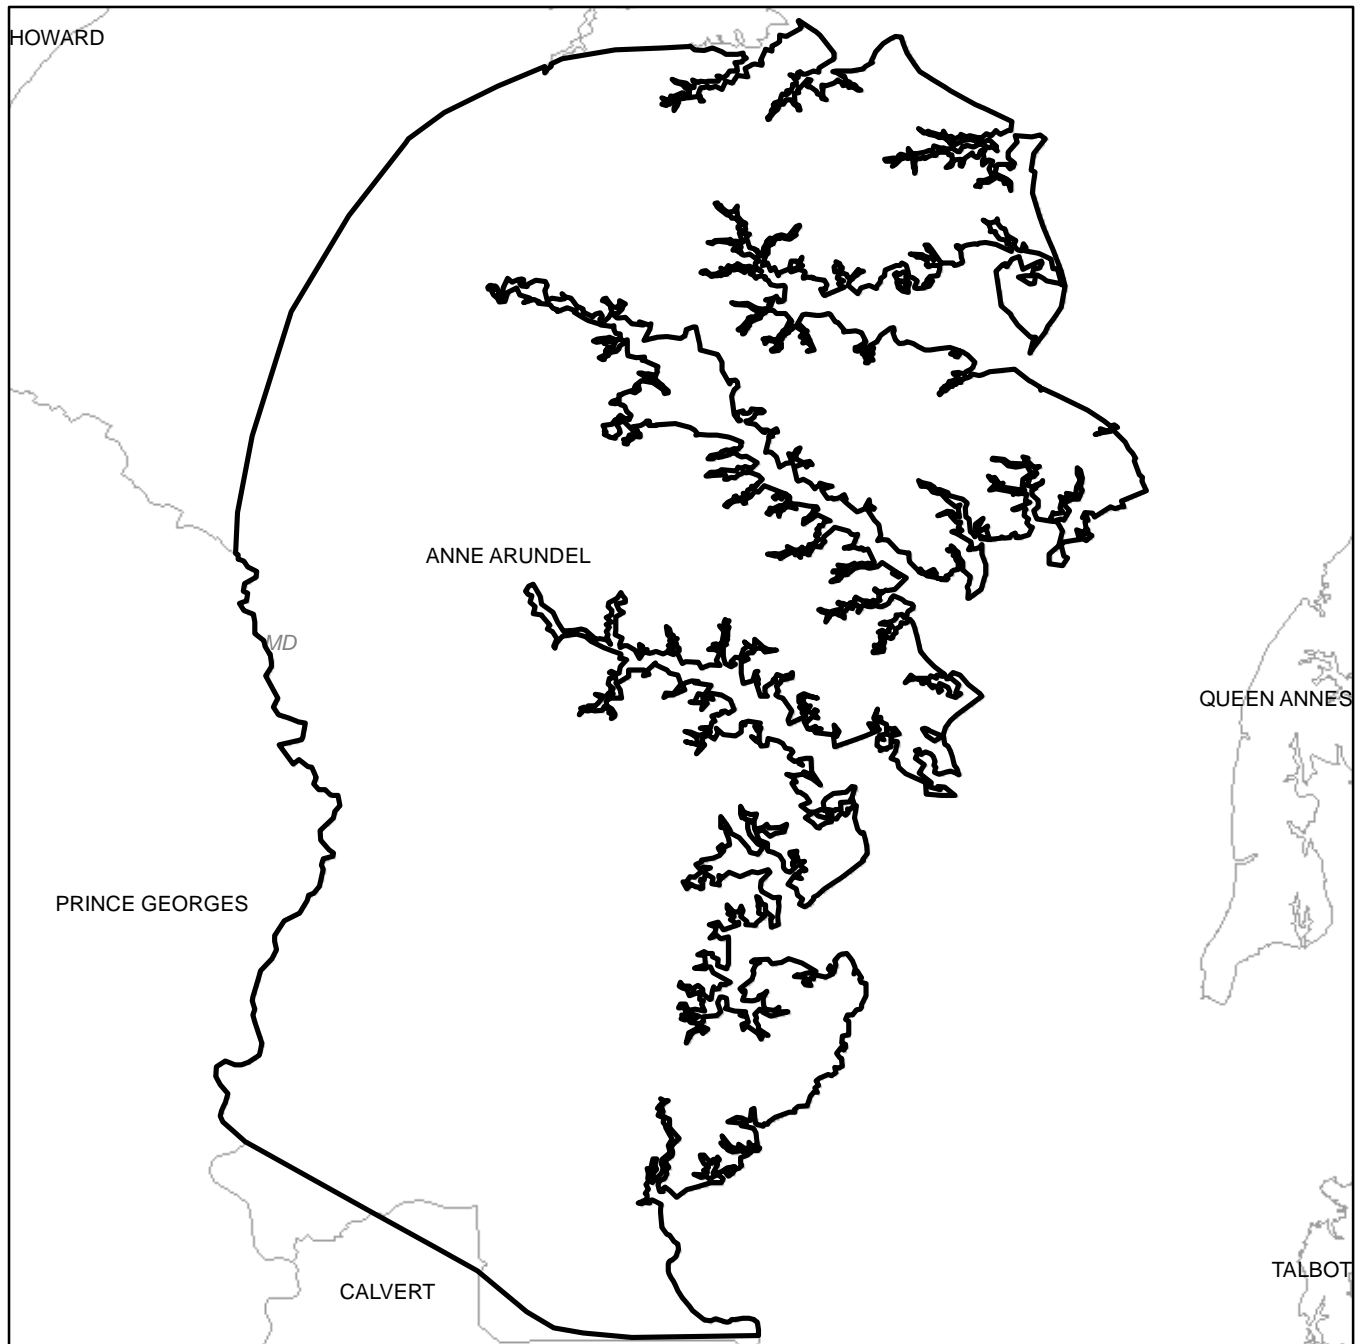 HOWARD
ANNE ARUNDEL
MD
QUEEN ANNES
PRINCE GEORGES
TALBOT
CALVERT